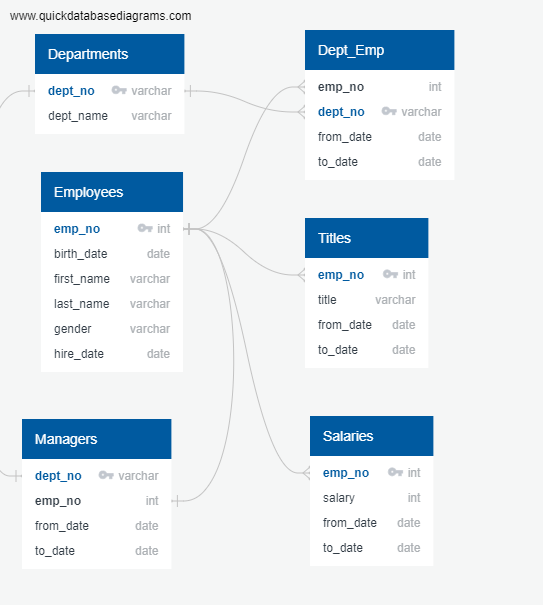 www.quickdatabasediagrams.com
Departments
dept_no varchar
dept_name varchar
Employees
emp_no int
birth_date date
first_name varchar
last_name varchar
gender varchar
hire_date date
Managers
dept_no varchar
emp_no int
from_date date
to_date date
Dept_Emp
emp_no int
dept_no varchar
from_date date
to_date date
Titles
emp_no int
title varchar
from_date date
to_date date
Salaries
emp_no int
salary int
from_date date
to_date date